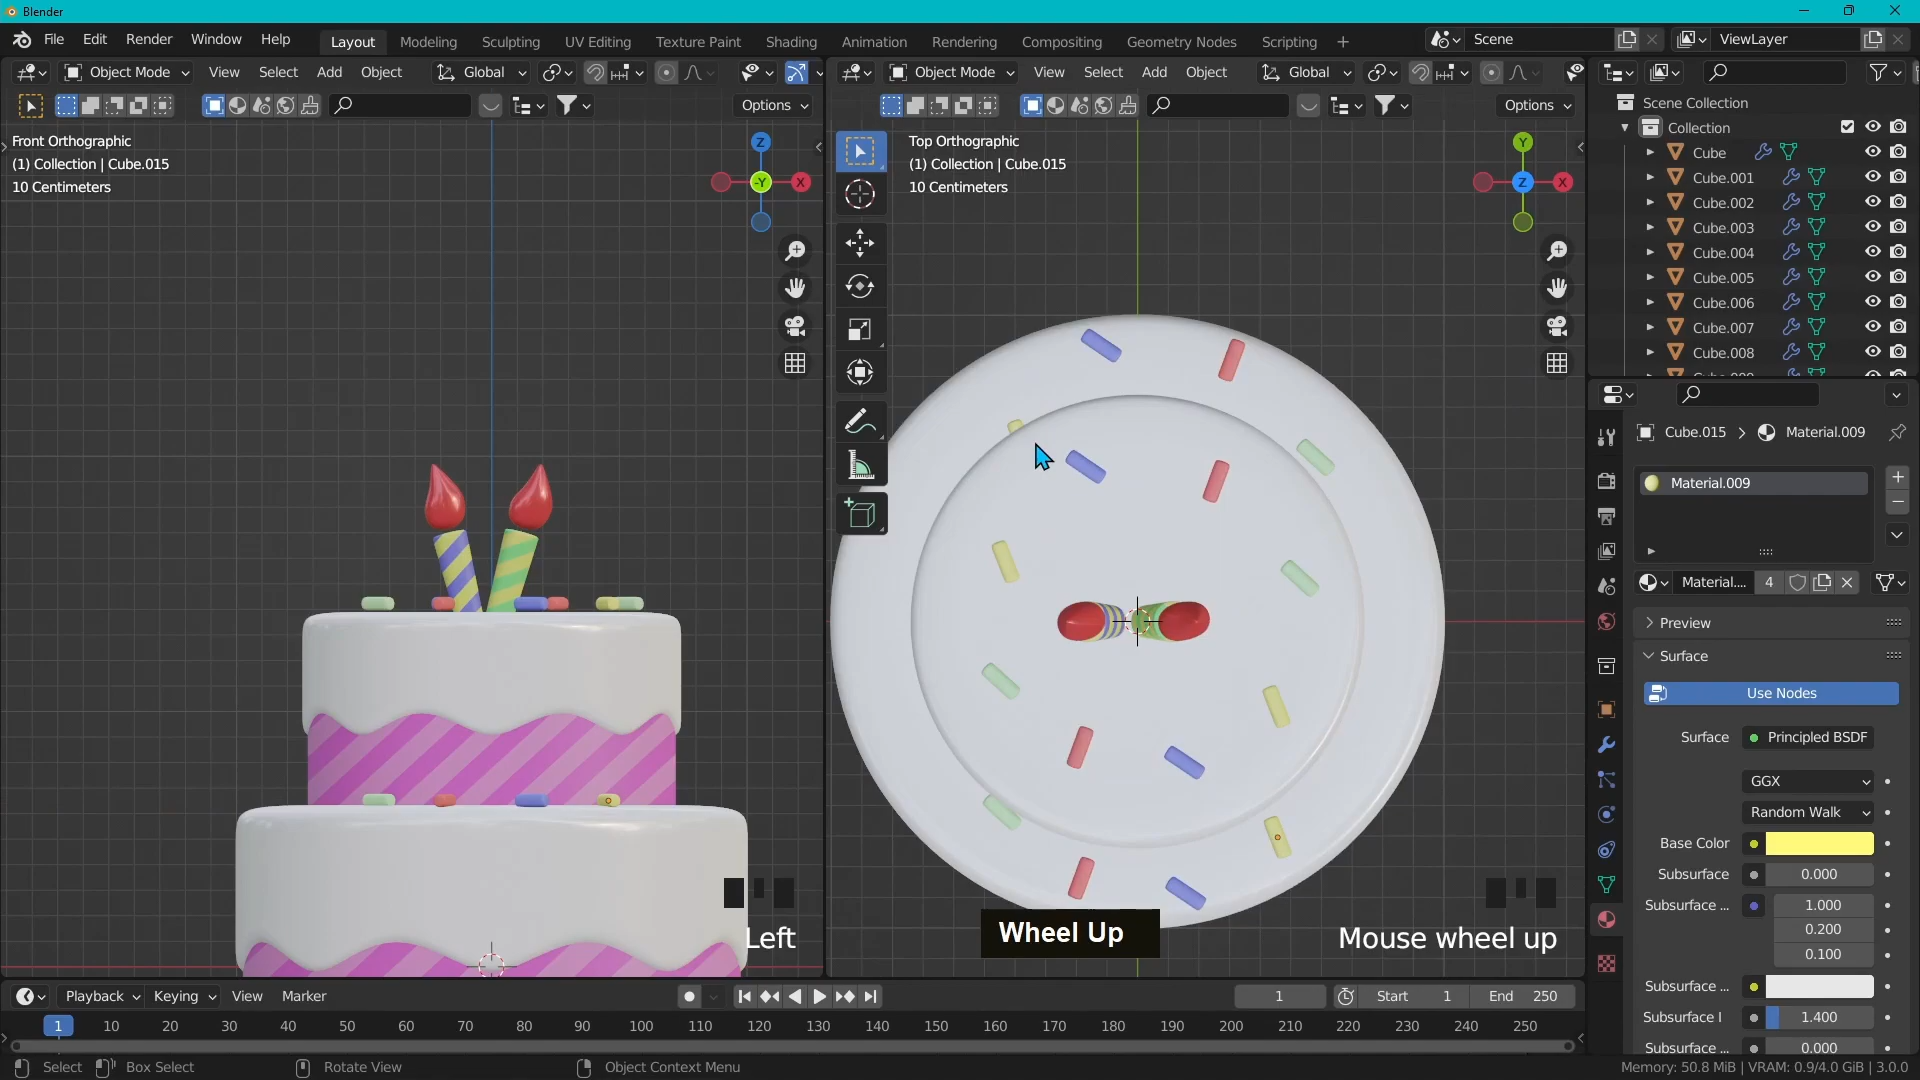 Blender
File Edit Render Window Help
Layout Modeling Sculpting UV Editing Texture Paint Shading Animation Rendering Compositing Geometry Nodes Scripting +
Scene
ViewLayer
Object Mode View Select Add Object Global
Object Mode View Select Add Object Global
Options
Options
Front Orthographic
(1) Collection | Cube.015
10 Centimeters
Z
-Y
X
Top Orthographic
(1) Collection | Cube.015
10 Centimeters
Y
Z
X
Scene Collection
Collection
Cube
Cube.001
Cube.002
Cube.003
Cube.004
Cube.005
Cube.006
Cube.007
Cube.008
Cube.015 > Material.009
Material.009
Material.... 4
Preview
Surface
Use Nodes
Surface Principled BSDF
GGX
Random Walk
Base Color
Subsurface 0.000
Subsurface ... 1.000
0.200
0.100
Subsurface ...
Subsurface I 1.400
Subsurface ... 0.000
Left
Wheel Up
Mouse wheel up
Playback Keying View Marker
1
Start 1 End 250
1 10 20 30 40 50 60 70 80 90 100 110 120 130 140 150 160 170 180 190 200 210 220 230 240 250
Select Box Select Rotate View Object Context Menu
Memory: 50.8 MiB | VRAM: 0.9/4.0 GiB | 3.0.0